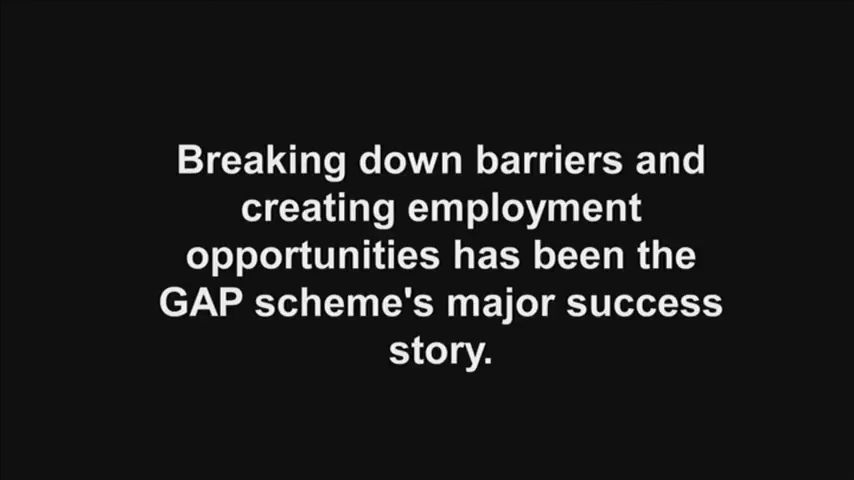 Breaking down barriers and
creating employment
opportunities has been the
GAP scheme's major success
story.